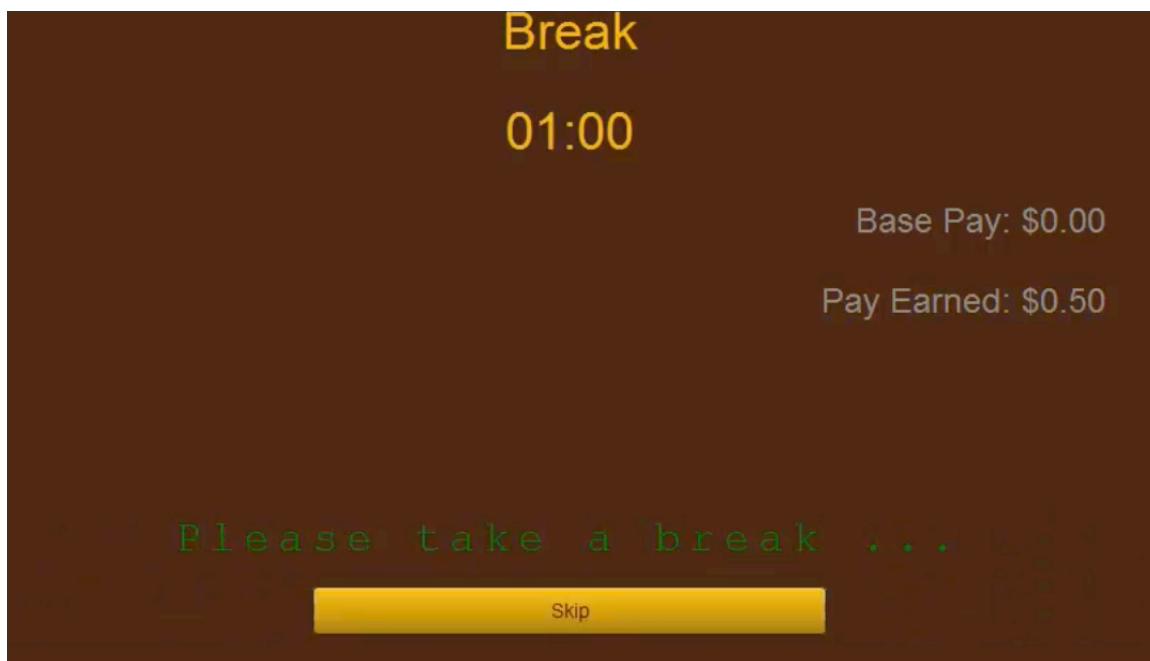 Break
01:00
Base Pay: $0.00
Pay Earned: $0.50
Please take a break ...
Skip